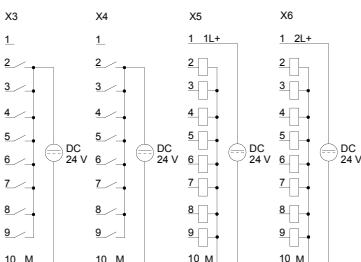 X3 X4 X5 X6
1 1 1 1L+ 1 2L+
2 2 2 2
3 3 3 3
4 4 4 4
5 5 5 5
DC DC DC DC
24 V 24 V 24 V 24 V
6 6 6 6
7 7 7 7
8 8 8 8
9 9 9 9
10 M 10 M 10 M 10 M